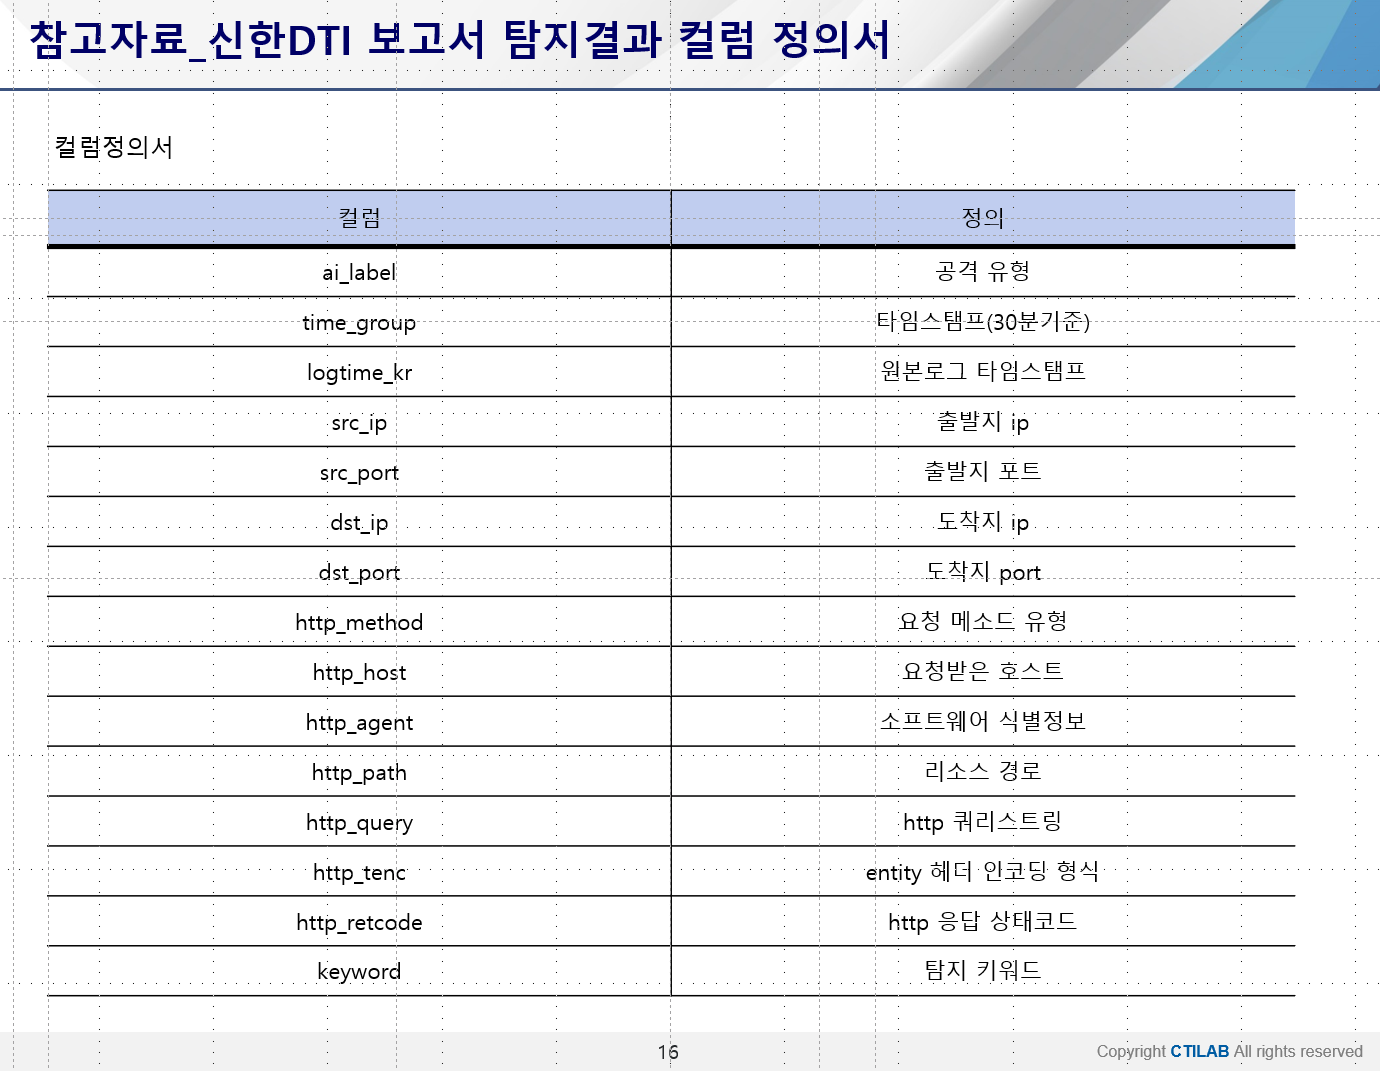 참고자료_신한DTI 보고서 탐지결과 컬럼 정의서
컬럼정의서
컬럼 정의
ai_label 공격 유형
time_group 타임스탬프(30분기준)
logtime_kr 원본로그 타임스탬프
src_ip 출발지 ip
src_port 출발지 포트
dst_ip 도착지 ip
dst_port 도착지 port
http_method 요청 메소드 유형
http_host 요청받은 호스트
http_agent 소프트웨어 식별정보
http_path 리소스 경로
http_query http 쿼리스트링
http_tenc entity 헤더 인코딩 형식
http_retcode http 응답 상태코드
keyword 탐지 키워드
16
Copyright CTILAB All rights reserved